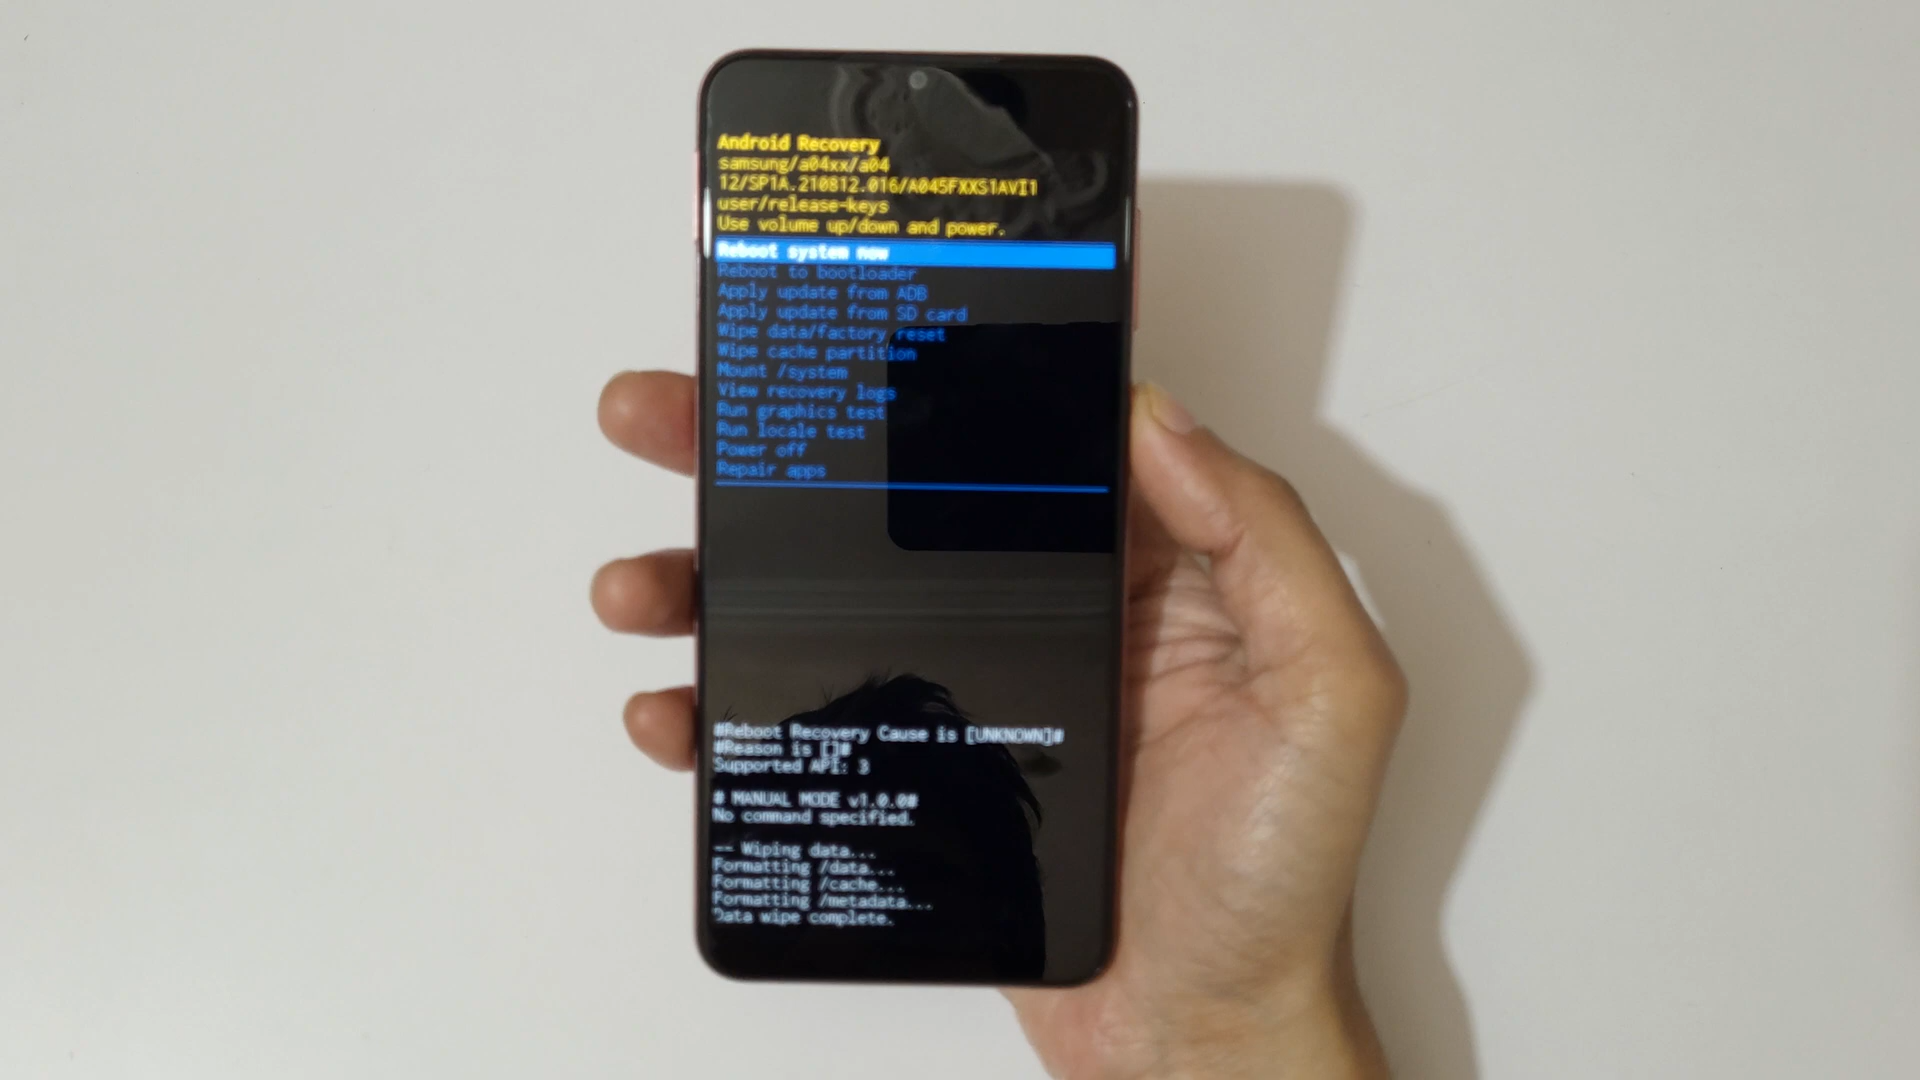 Android Recovery
samsung/a04xx/a04
12/SP1A.210812.016/A045FXXS1AVI1
user/release-keys
Use volume up/down and power.
Reboot system now
Reboot to bootloader
Apply update from ADB
Apply update from SD card
Wipe data/factory reset
Wipe cache partition
Mount /system
View recovery logs
Run graphics test
Run locale test
Power off
Repair apps
#Reboot Recovery Cause is [UNKNOWN]#
#Reason is []#
Supported API: 3
# MANUAL MODE v1.0.0#
No command specified.
-- Wiping data...
Formatting /data...
Formatting /cache...
Formatting /metadata...
Data wipe complete.